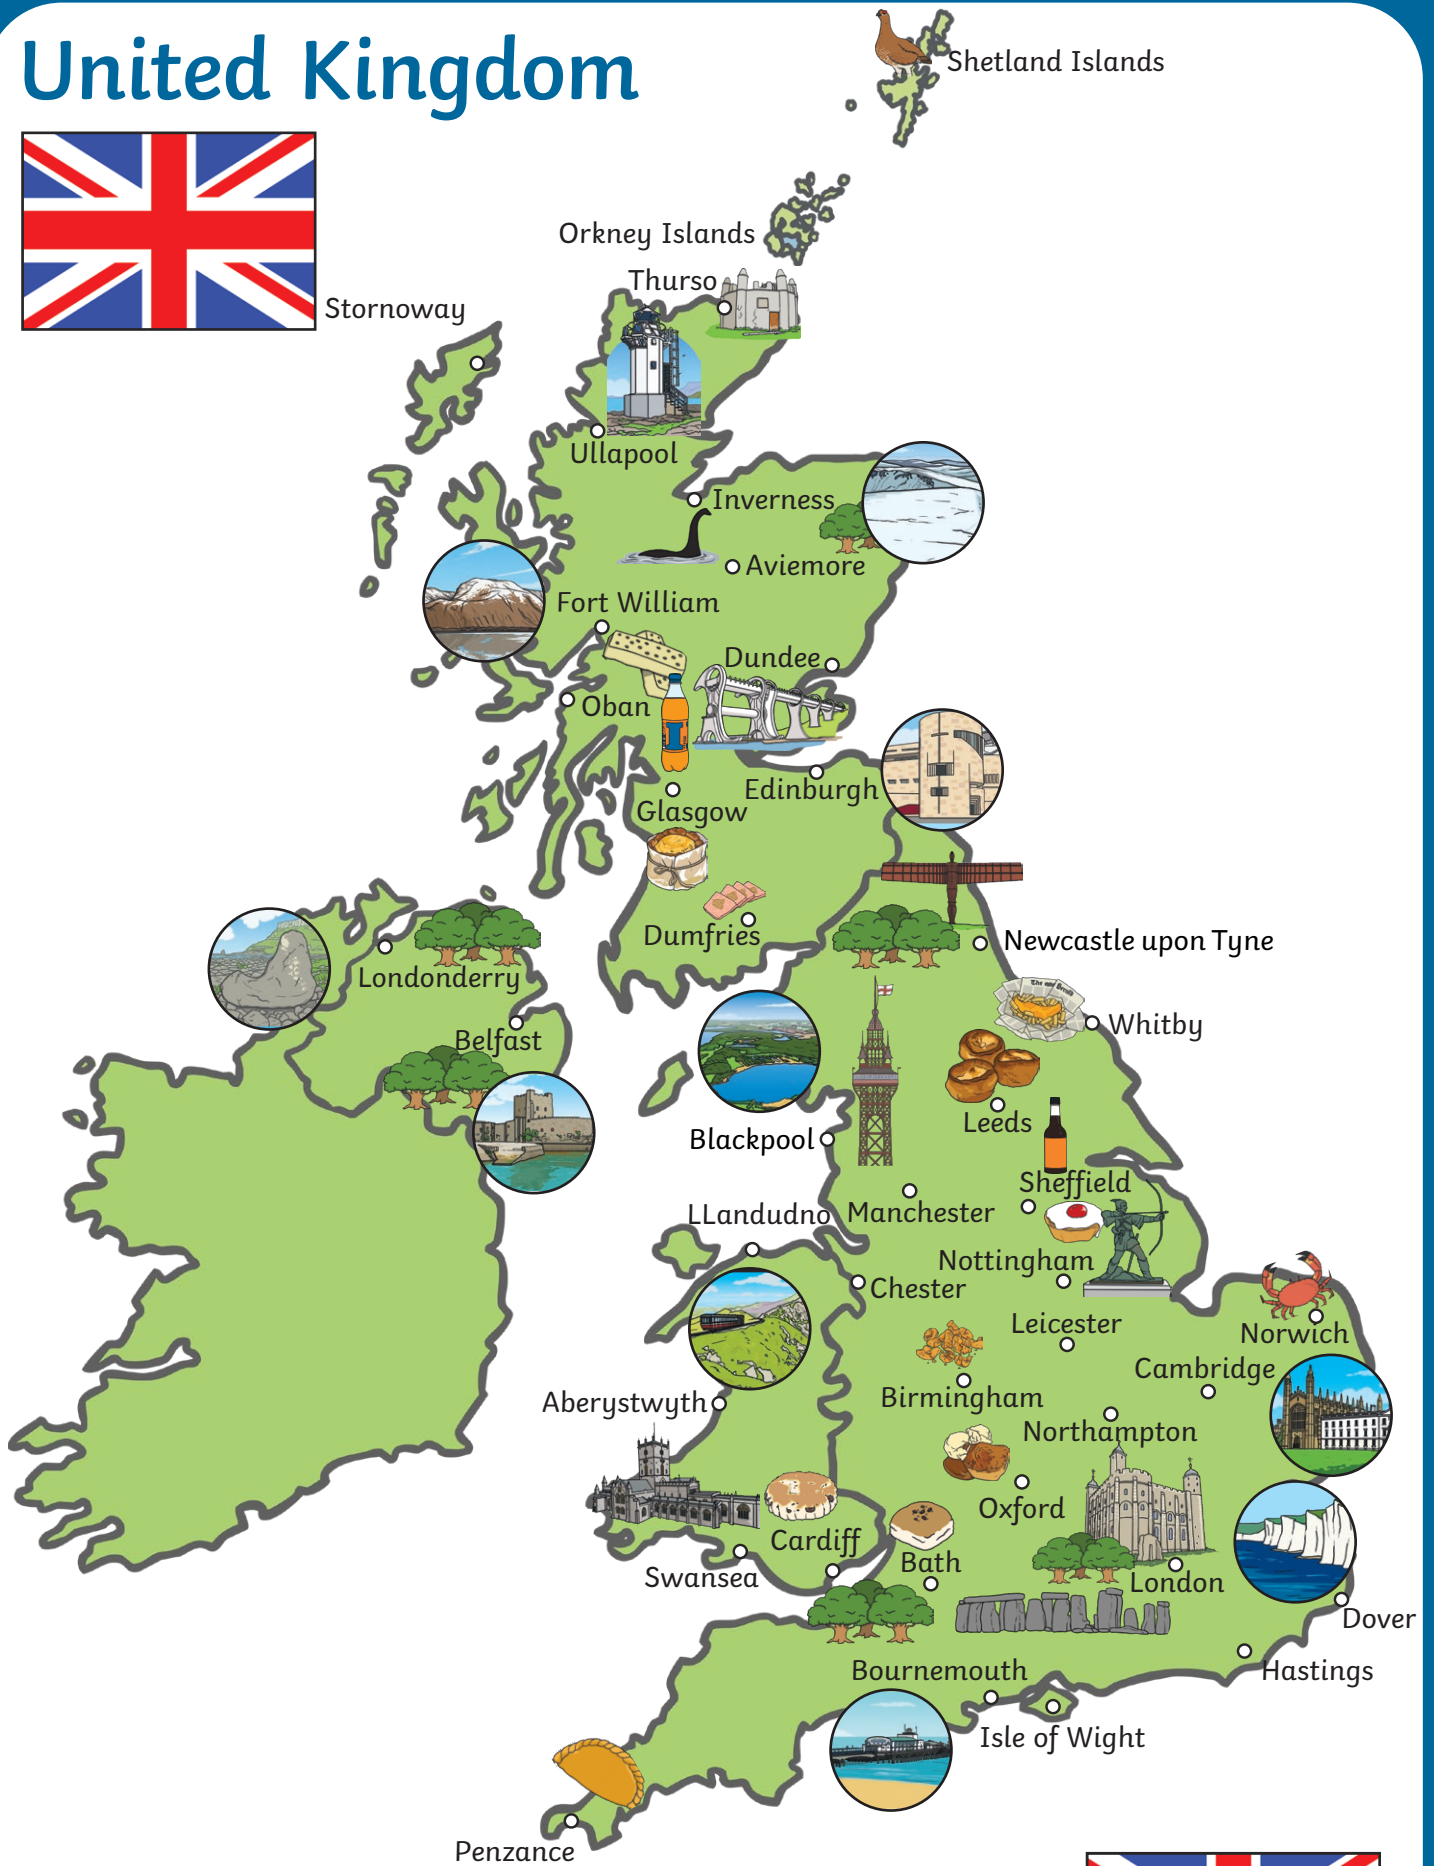 United Kingdom
Shetland Islands
Orkney Islands
Thurso
Stornoway
Ullapool
Inverness
Aviemore
Fort William
Dundee
Oban
Edinburgh
Glasgow
Dumfries
Newcastle upon Tyne
Londonderry
Whitby
Belfast
Leeds
Blackpool
Sheffield
LLandudno
Manchester
Nottingham
Chester
Leicester
Norwich
Cambridge
Birmingham
Aberystwyth
Northampton
Oxford
Cardiff
Bath
Swansea
London
Dover
Bournemouth
Hastings
Isle of Wight
Penzance